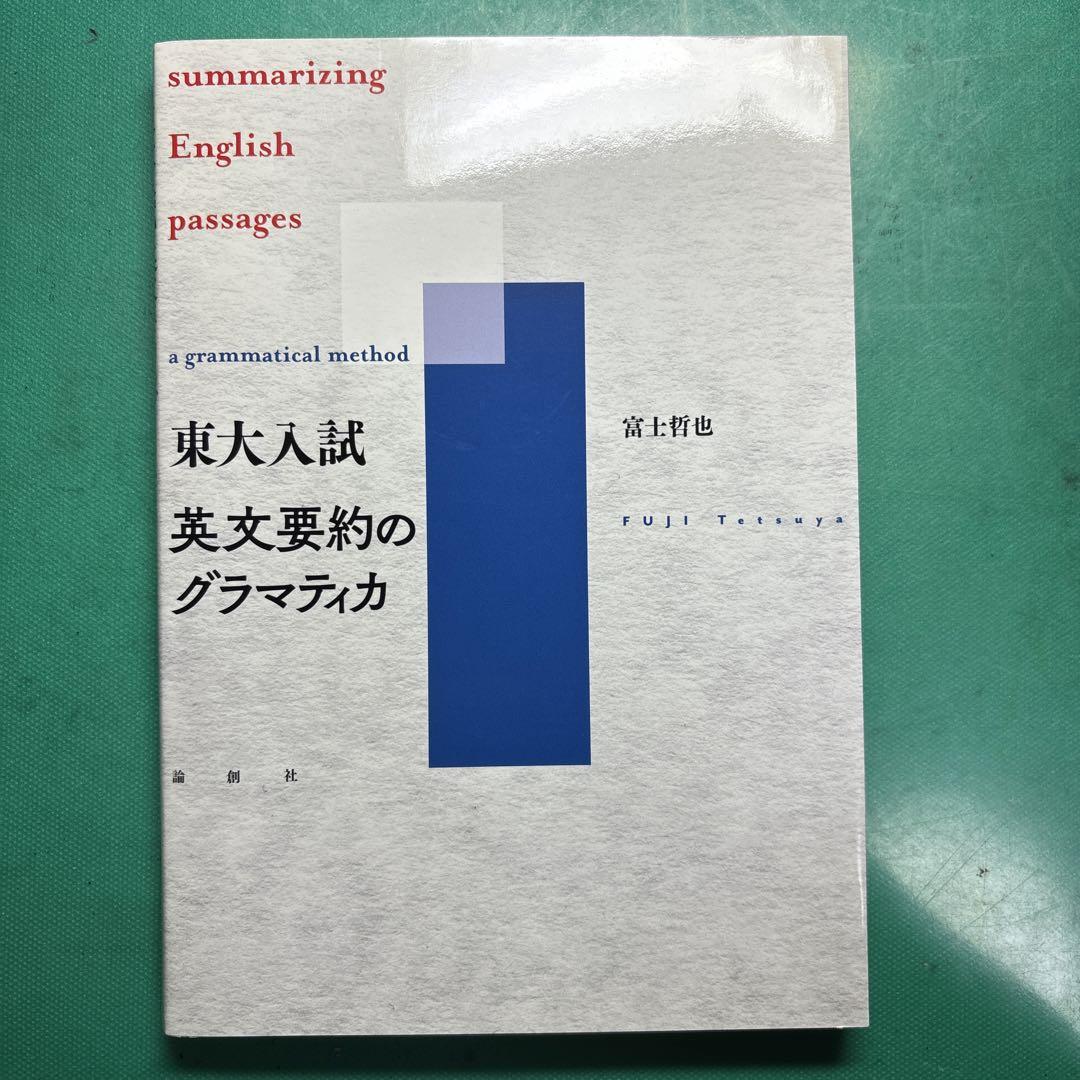 summarizing
English
passages
a grammatical method
東大入試
英文要約の
グラマティカ
富士哲也
FUJI Tetsuya
論創社